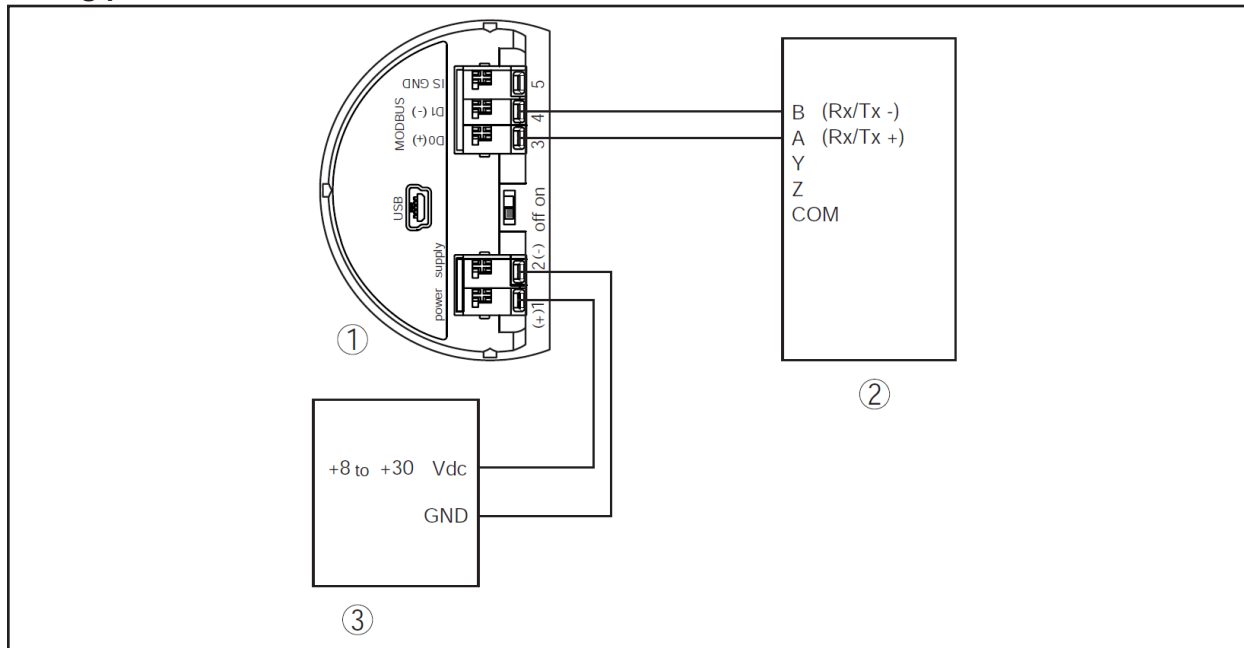 IS GND
D1 (-)
D0 (+)
MODBUS
USB
power supply
5
4
3
off on
2 (-)
(+) 1
B (Rx/Tx -)
A (Rx/Tx +)
Y
Z
COM
①
②
+8 to +30 Vdc
GND
③